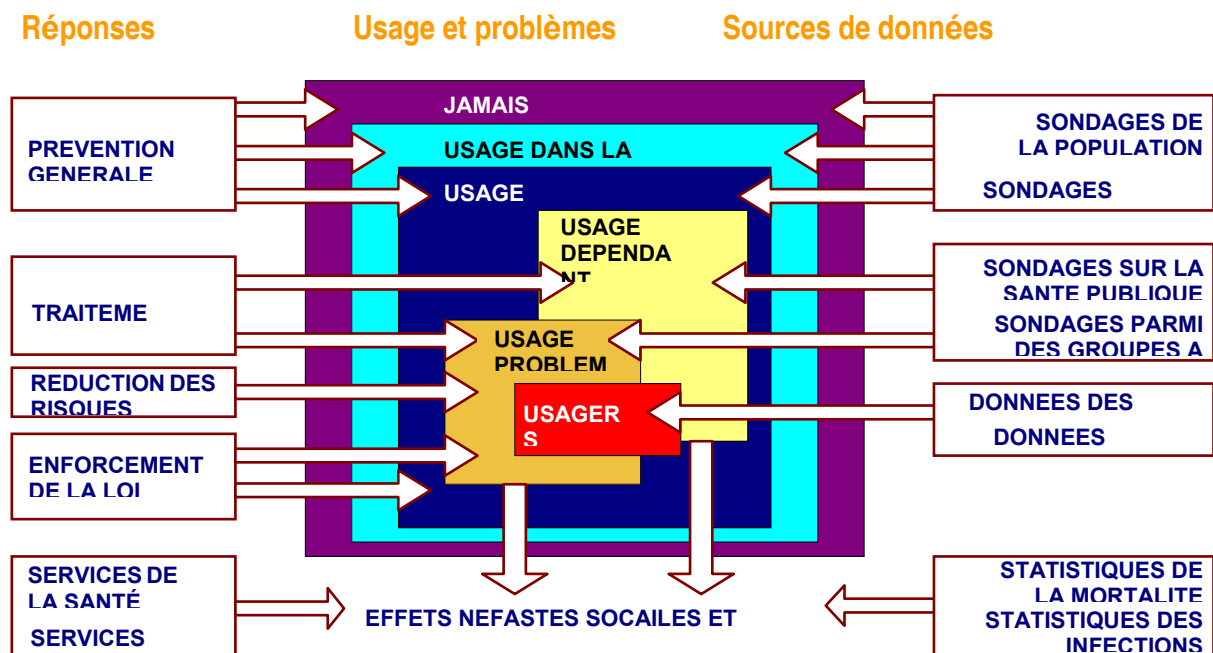 Réponses
Usage et problèmes
Sources de données
PREVENTION
GENERALE
TRAITEME
REDUCTION DES
RISQUES
ENFORCEMENT
DE LA LOI
SERVICES DE
LA SANTÉ
SERVICES
JAMAIS
USAGE DANS LA
USAGE
USAGE
DEPENDA
NT
USAGE
PROBLEM
USAGER
S
EFFETS NEFASTES SOCAILES ET
SONDAGES DE
LA POPULATION
SONDAGES
SONDAGES SUR LA
SANTE PUBLIQUE
SONDAGES PARMI
DES GROUPES A
DONNEES DES
DONNEES
STATISTIQUES DE
LA MORTALITE
STATISTIQUES DES
INFECTIONS